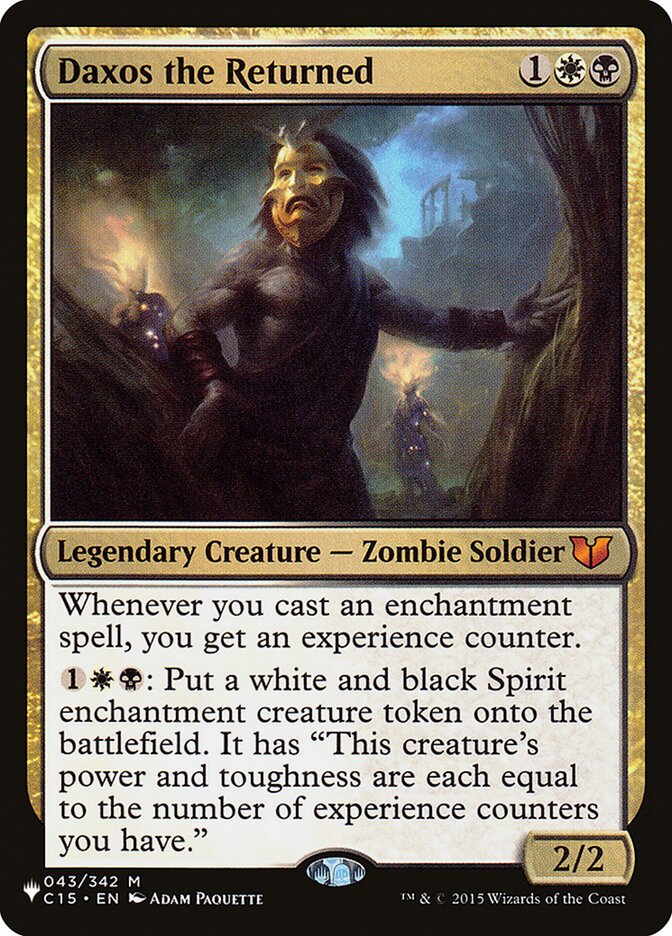 Daxos the Returned 1
Legendary Creature — Zombie Soldier
Whenever you cast an enchantment
spell, you get an experience counter.
1: Put a white and black Spirit
enchantment creature token onto the
battlefield. It has “This creature’s
power and toughness are each equal
to the number of experience counters
you have.”
2/2
043/342 M
C15 • EN Adam Paquette
™ & © 2015 Wizards of the Coast